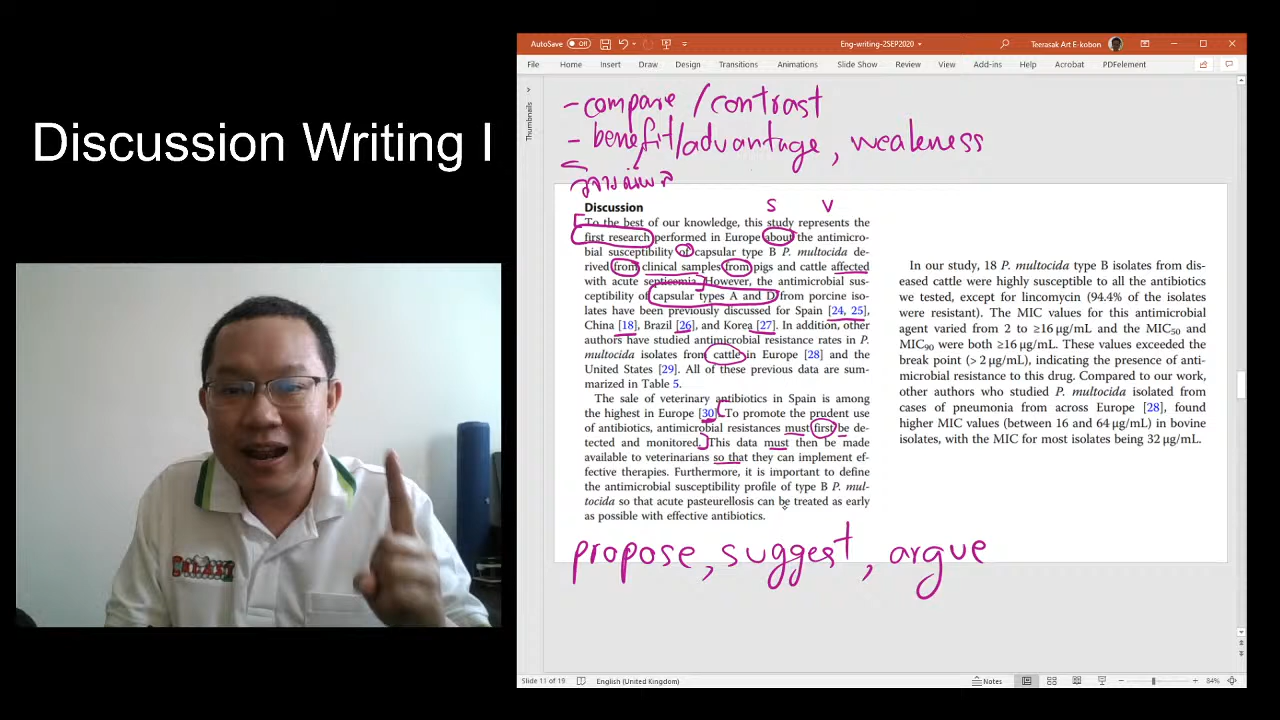 Discussion Writing I
AutoSave Off
Eng-writing-2SEP2020
Teerasak Art E-kobon
File Home Insert Draw Design Transitions Animations Slide Show Review View Add-ins Help Acrobat PDFelement
Thumbnails
- compare / contrast
- benefit/advantage, weakness
S V
Discussion
To the best of our knowledge, this study represents the
first research performed in Europe about the antimicro-
bial susceptibility of capsular type B P. multocida de-
rived from clinical samples from pigs and cattle affected
with acute septicemia. However, the antimicrobial sus-
ceptibility of capsular types A and D from porcine iso-
lates have been previously discussed for Spain [24, 25],
China [18], Brazil [26], and Korea [27]. In addition, other
authors have studied antimicrobial resistance rates in P.
multocida isolates from cattle in Europe [28] and the
United States [29]. All of these previous data are sum-
marized in Table 5.
The sale of veterinary antibiotics in Spain is among
the highest in Europe [30]. To promote the prudent use
of antibiotics, antimicrobial resistances must first be de-
tected and monitored. This data must then be made
available to veterinarians so that they can implement ef-
fective therapies. Furthermore, it is important to define
the antimicrobial susceptibility profile of type B P. mul-
tocida so that acute pasteurellosis can be treated as early
as possible with effective antibiotics.
In our study, 18 P. multocida type B isolates from dis-
eased cattle were highly susceptible to all the antibiotics
we tested, except for lincomycin (94.4% of the isolates
were resistant). The MIC values for this antimicrobial
agent varied from 2 to ≥16 μg/mL and the MIC50 and
MIC90 were both ≥16 μg/mL. These values exceeded the
break point (> 2 μg/mL), indicating the presence of anti-
microbial resistance to this drug. Compared to our work,
other authors who studied P. multocida isolated from
cases of pneumonia from across Europe [28], found
higher MIC values (between 16 and 64 μg/mL) in bovine
isolates, with the MIC for most isolates being 32 μg/mL.
propose, suggest, argue
Slide 11 of 19 English (United Kingdom) Notes 84%